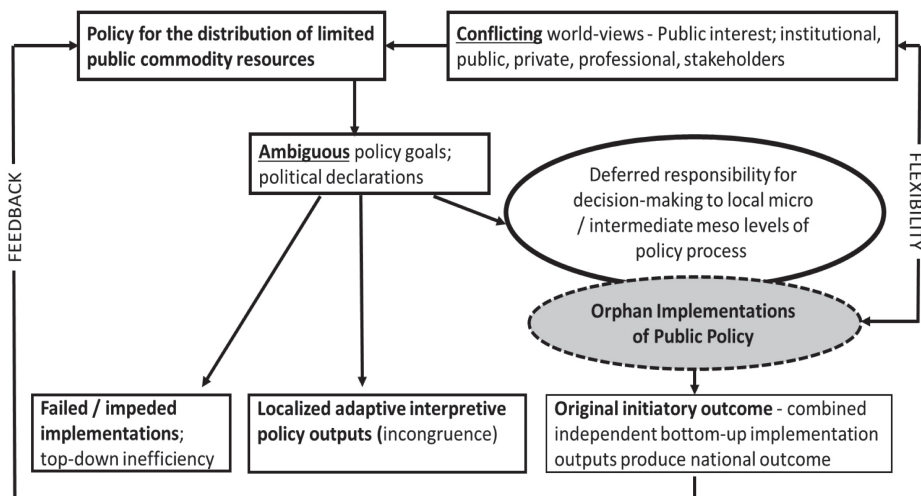 Policy for the distribution of limited
public commodity resources
Conflicting world-views - Public interest; institutional,
public, private, professional, stakeholders
Ambiguous policy goals;
political declarations
Deferred responsibility for
decision-making to local micro
/ intermediate meso levels of
policy process
FEEDBACK
FLEXIBILITY
Orphan Implementations
of Public Policy
Failed / impeded
implementations;
top-down inefficiency
Localized adaptive interpretive
policy outputs (incongruence)
Original initiatory outcome - combined
independent bottom-up implementation
outputs produce national outcome